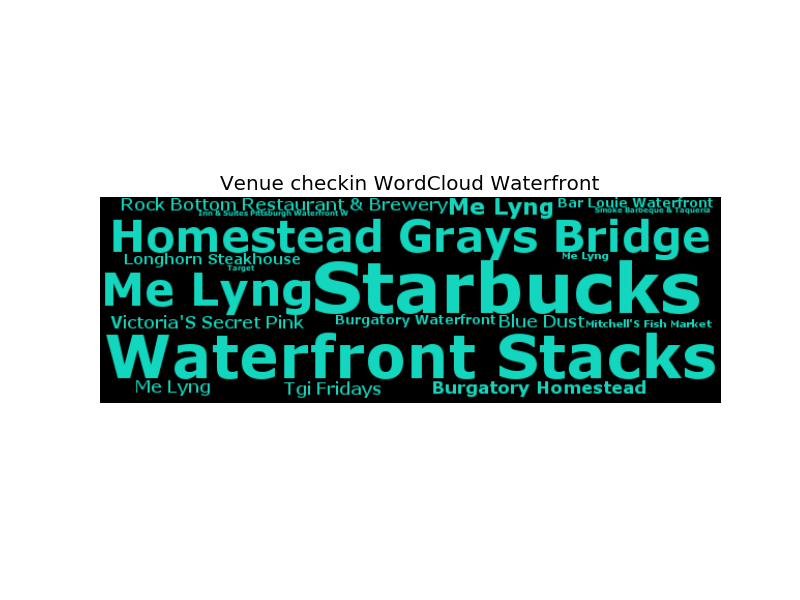 Venue checkin WordCloud Waterfront
Rock Bottom Restaurant & Brewery
Me Lyng
Bar Louie Waterfront
Inn & Suites Pittsburgh Waterfront W
Smoke Barbeque & Taqueria
Homestead Grays Bridge
Longhorn Steakhouse
Me Lyng
Target
Me Lyng
Starbucks
Victoria'S Secret Pink
Burgatory Waterfront
Blue Dust
Mitchell'S Fish Market
Waterfront Stacks
Me Lyng
Tgi Fridays
Burgatory Homestead